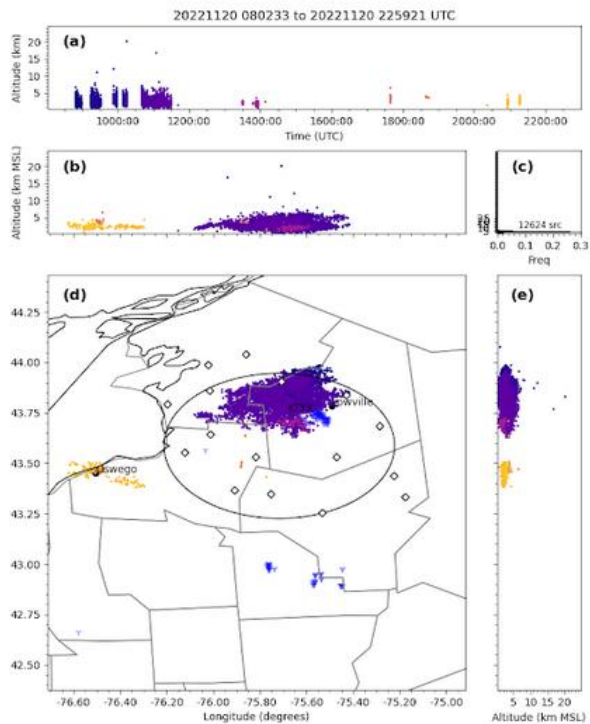 20221120 080233 to 20221120 225921 UTC
(a)
Altitude (km)
20
15
10
5
1000:00 1200:00 1400:00 1600:00 1800:00 2000:00 2200:00
Time (UTC)
(b)
Altitude (km MSL)
20
15
10
5
(c)
12624 src
0.0 0.1 0.2 0.3
Freq
(d)
44.25
44.00
43.75
43.50
43.25
43.00
42.75
42.50
Oswego
-76.60 -76.40 -76.20 -76.00 -75.80 -75.60 -75.40 -75.20 -75.00
Longitude (degrees)
(e)
5 10 15 20
Altitude (km MSL)